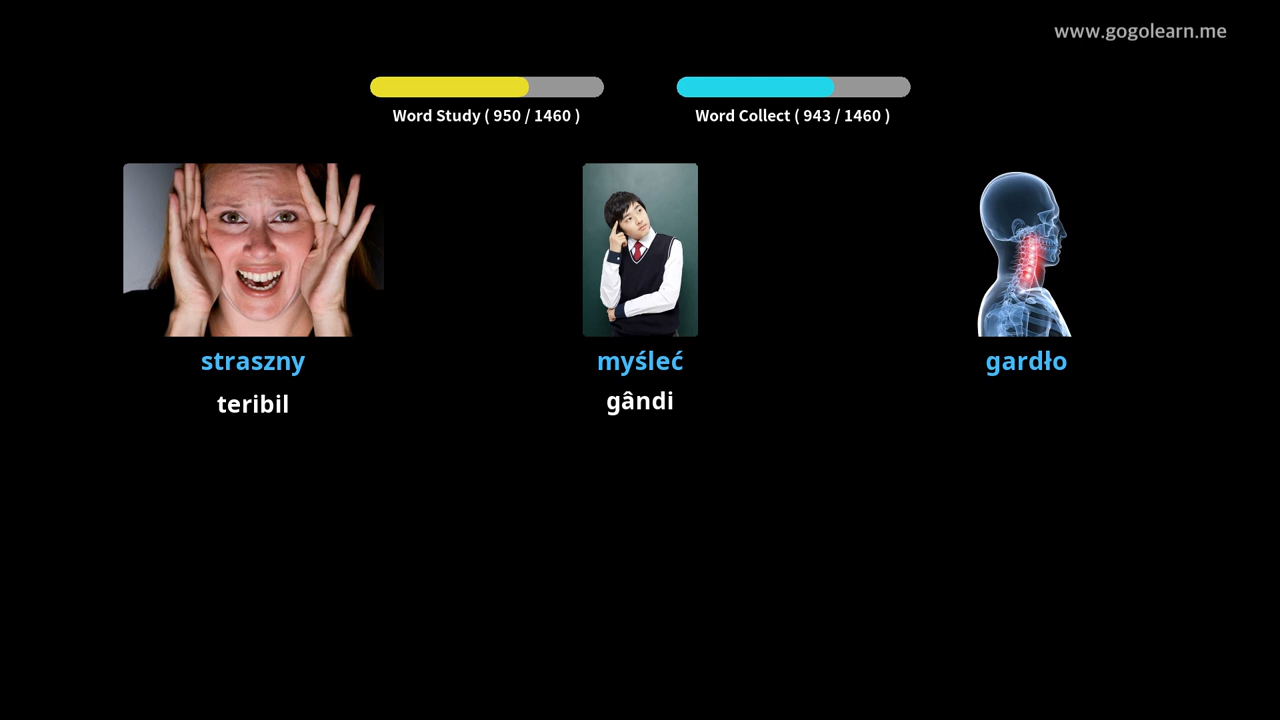 www.gogolearn.me
Word Study ( 950 / 1460 )
Word Collect ( 943 / 1460 )
straszny
teribil
myśleć
gândi
gardło